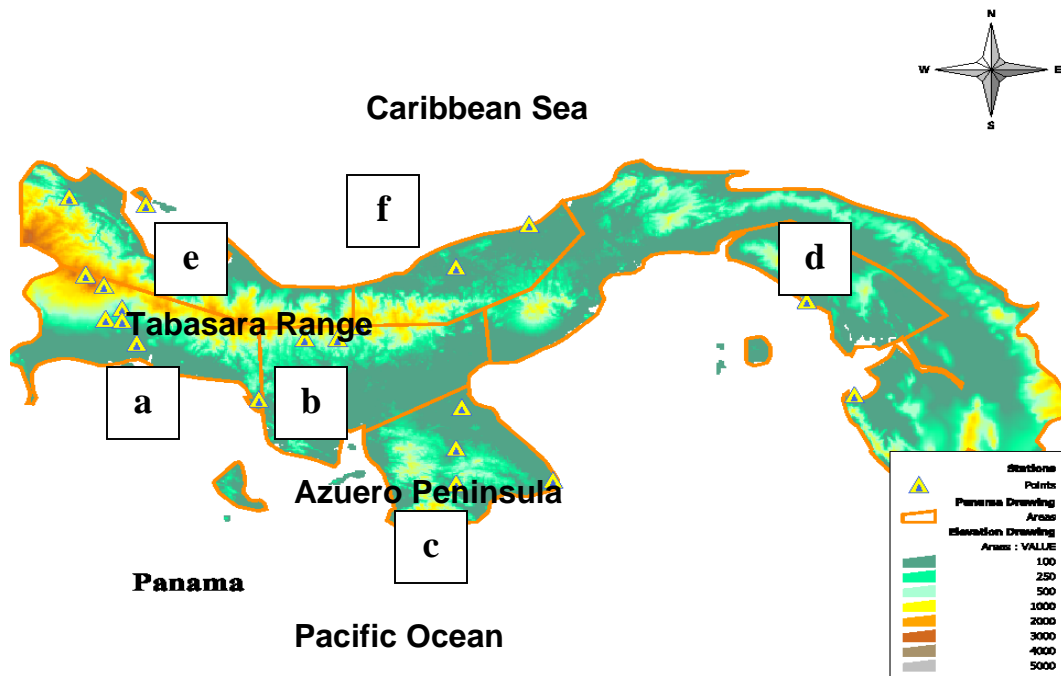 N
W E
S
Caribbean Sea
f
e
d
Tabasara Range
a
b
Azuero Peninsula
c
Panama
Pacific Ocean
Stations
Points
Panama Drawing
Areas
Elevation Drawing
Areas : VALUE
100
250
500
1000
2000
3000
4000
5000